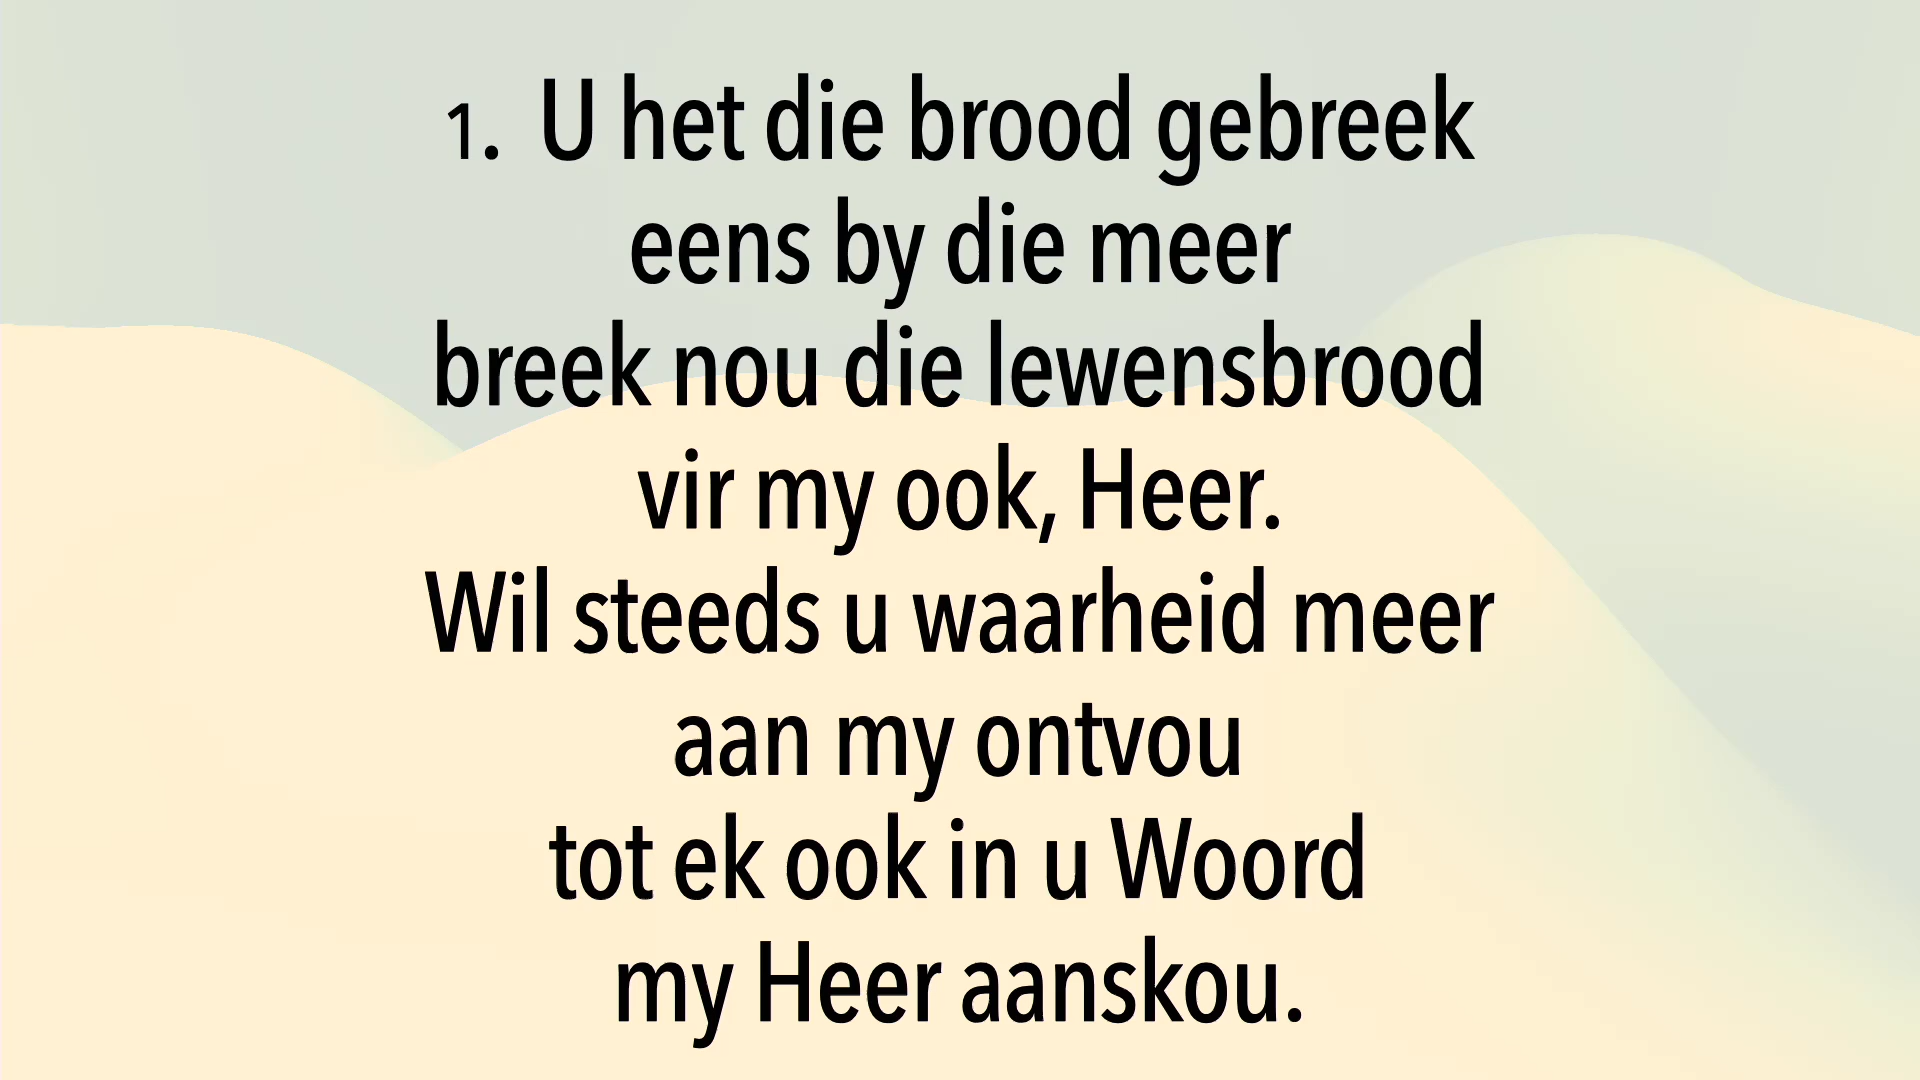 1. U het die brood gebreek
eens by die meer
breek nou die lewensbrood
vir my ook, Heer.
Wil steeds u waarheid meer
aan my ontvou
tot ek ook in u Woord
my Heer aanskou.